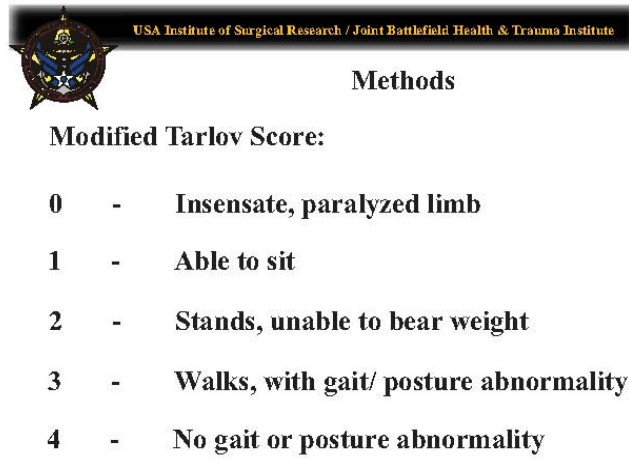 USA Institute of Surgical Research / Joint Battlefield Health & Trauma Institute
Methods
Modified Tarlov Score:
0 - Insensate, paralyzed limb
1 - Able to sit
2 - Stands, unable to bear weight
3 - Walks, with gait/ posture abnormality
4 - No gait or posture abnormality